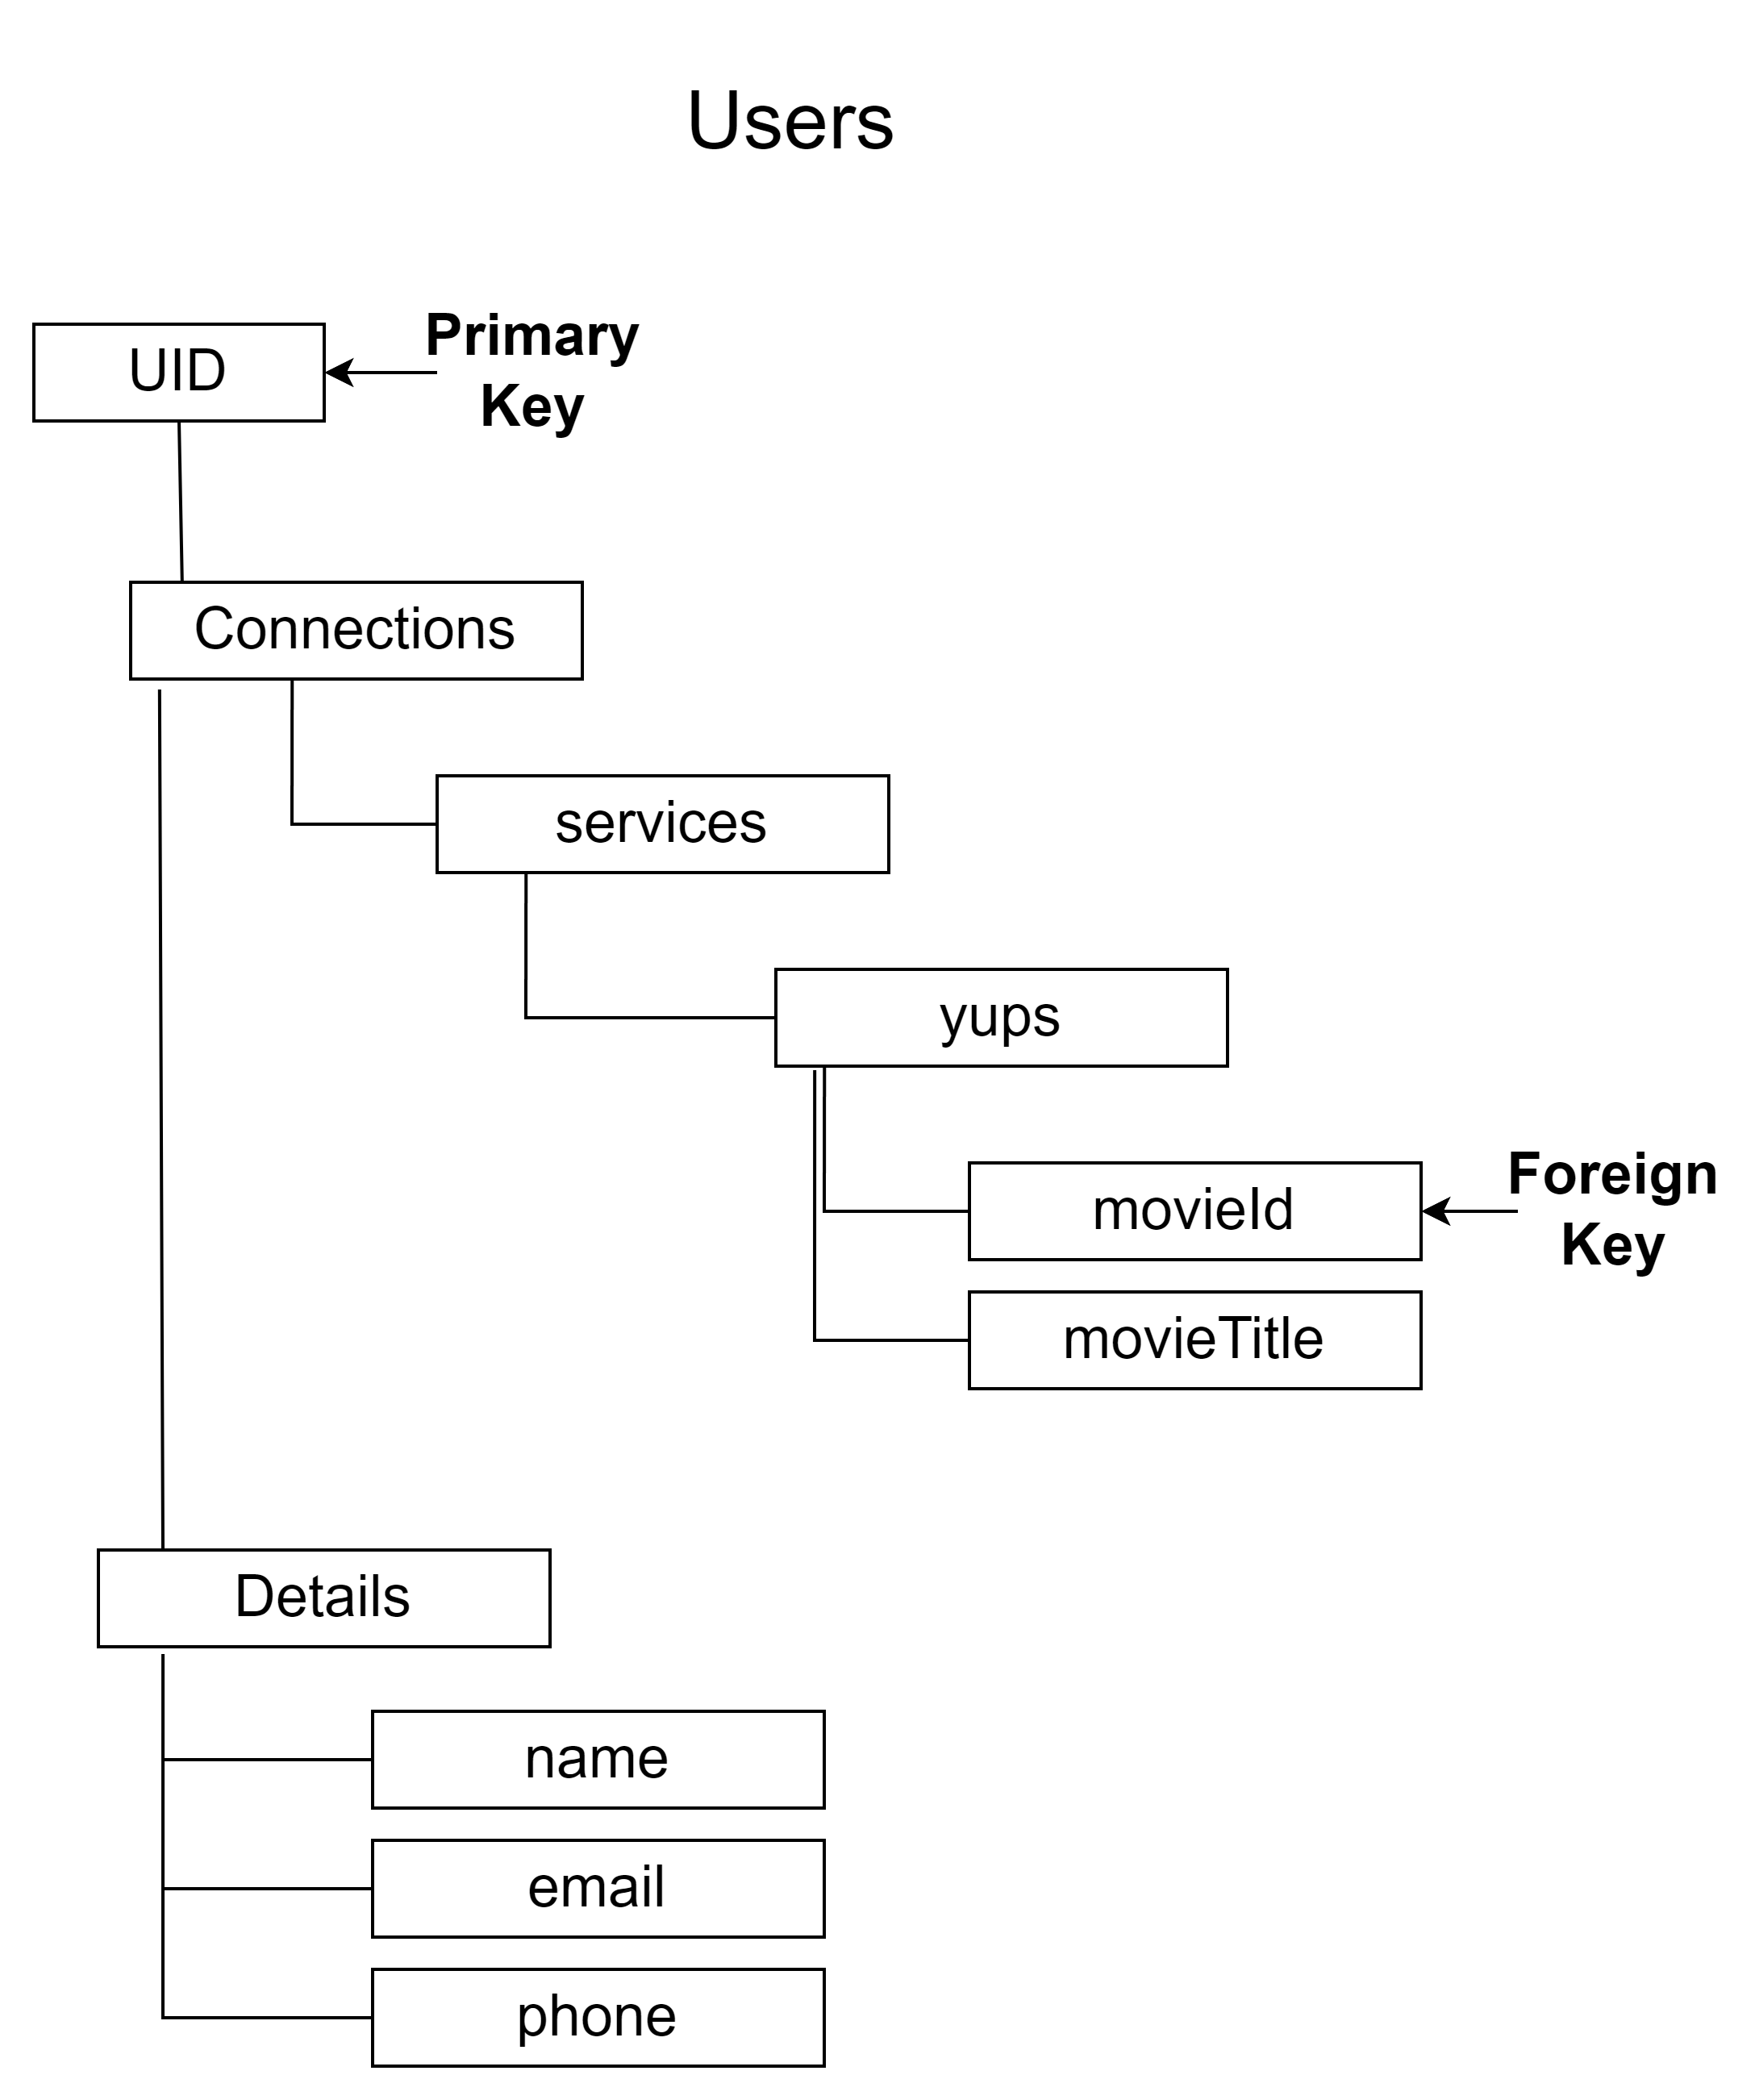 Users
UID
Primary
Key
Connections
services
yups
movieId
Foreign
Key
movieTitle
Details
name
email
phone